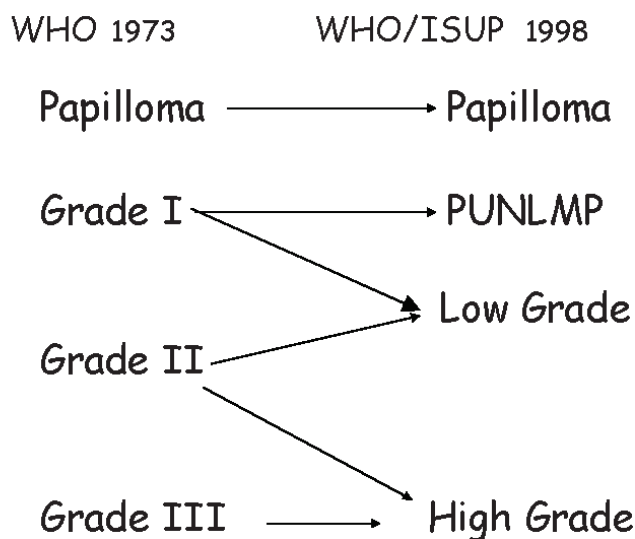 WHO 1973 WHO/ISUP 1998
Papilloma Papilloma
Grade I PUNLMP
Low Grade
Grade II
Grade III High Grade